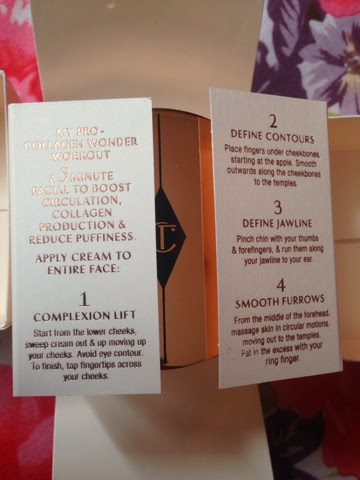 MY PRO-
COLLAGEN WONDER
WORKOUT
A 5 MINUTE
FACIAL TO BOOST
CIRCULATION,
COLLAGEN
PRODUCTION &
REDUCE PUFFINESS.
APPLY CREAM TO
ENTIRE FACE:
1
COMPLEXION LIFT
Start from the lower cheeks,
sweep cream out & up moving up
your cheeks. Avoid eye contour.
To finish, tap fingertips across
your cheeks.
CT
2
DEFINE CONTOURS
Place fingers under cheekbones,
starting at the apple. Smooth
outwards along the cheekbones
to the temples.
3
DEFINE JAWLINE
Pinch chin with your thumbs
& forefingers, & run them along
your jawline to your ear.
4
SMOOTH FURROWS
From the middle of the forehead,
massage skin in circular motions,
moving out to the temples.
Pat in the excess with your
ring finger.